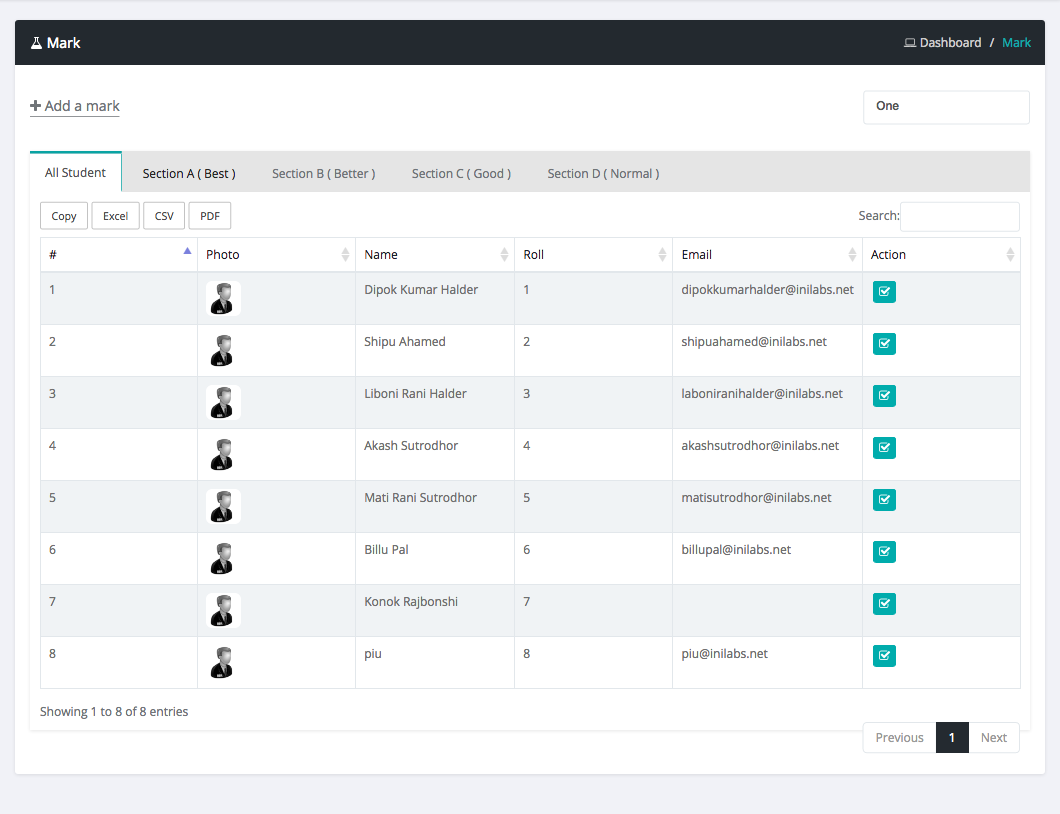 Mark
Dashboard / Mark
Add a mark
One
All Student Section A ( Best ) Section B ( Better ) Section C ( Good ) Section D ( Normal )
Copy Excel CSV PDF Search:
# Photo Name Roll Email Action
1 Dipok Kumar Halder 1 dipokkumarhalder@inilabs.net
2 Shipu Ahamed 2 shipuahamed@inilabs.net
3 Liboni Rani Halder 3 laboniranihalder@inilabs.net
4 Akash Sutrodhor 4 akashsutrodhor@inilabs.net
5 Mati Rani Sutrodhor 5 matisutrodhor@inilabs.net
6 Billu Pal 6 billupal@inilabs.net
7 Konok Rajbonshi 7
8 piu 8 piu@inilabs.net
Showing 1 to 8 of 8 entries
Previous 1 Next